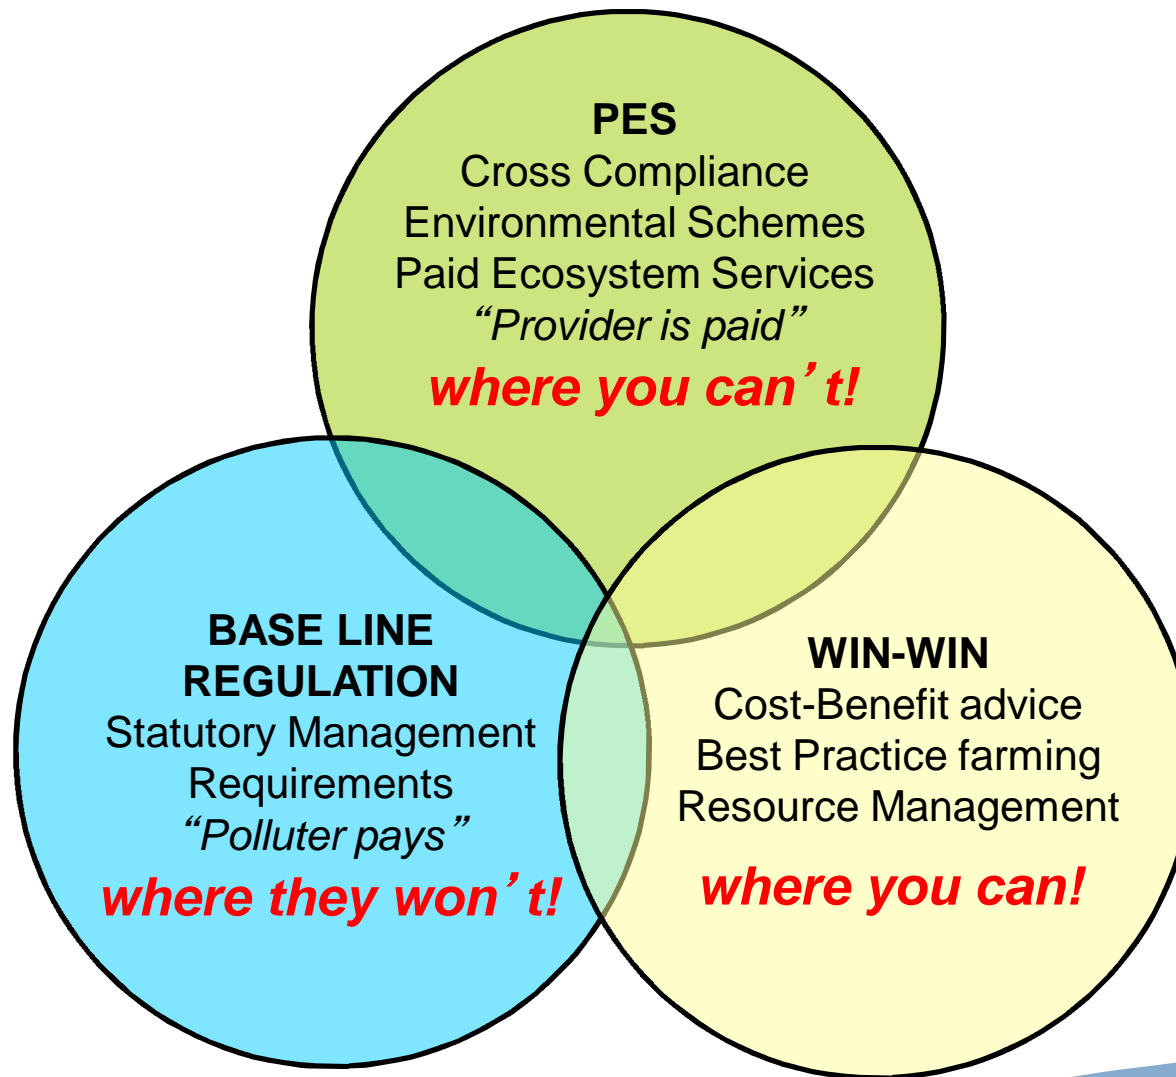 PES
Cross Compliance
Environmental Schemes
Paid Ecosystem Services
“Provider is paid”
where you can’t!
BASE LINE
REGULATION
Statutory Management
Requirements
“Polluter pays”
where they won’t!
WIN-WIN
Cost-Benefit advice
Best Practice farming
Resource Management
where you can!